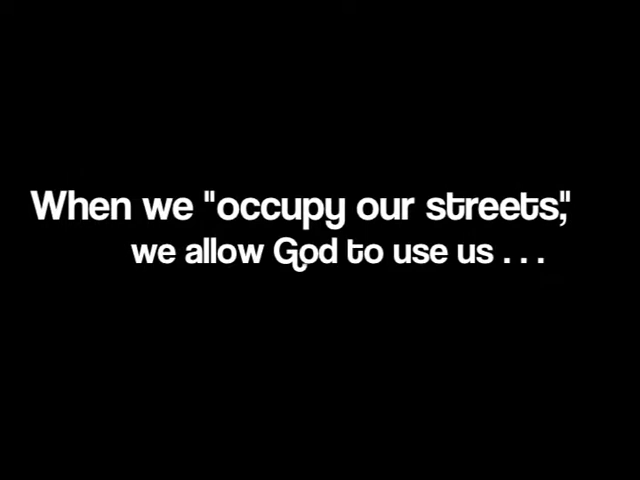 When we "occupy our streets,"
we allow God to use us . . .